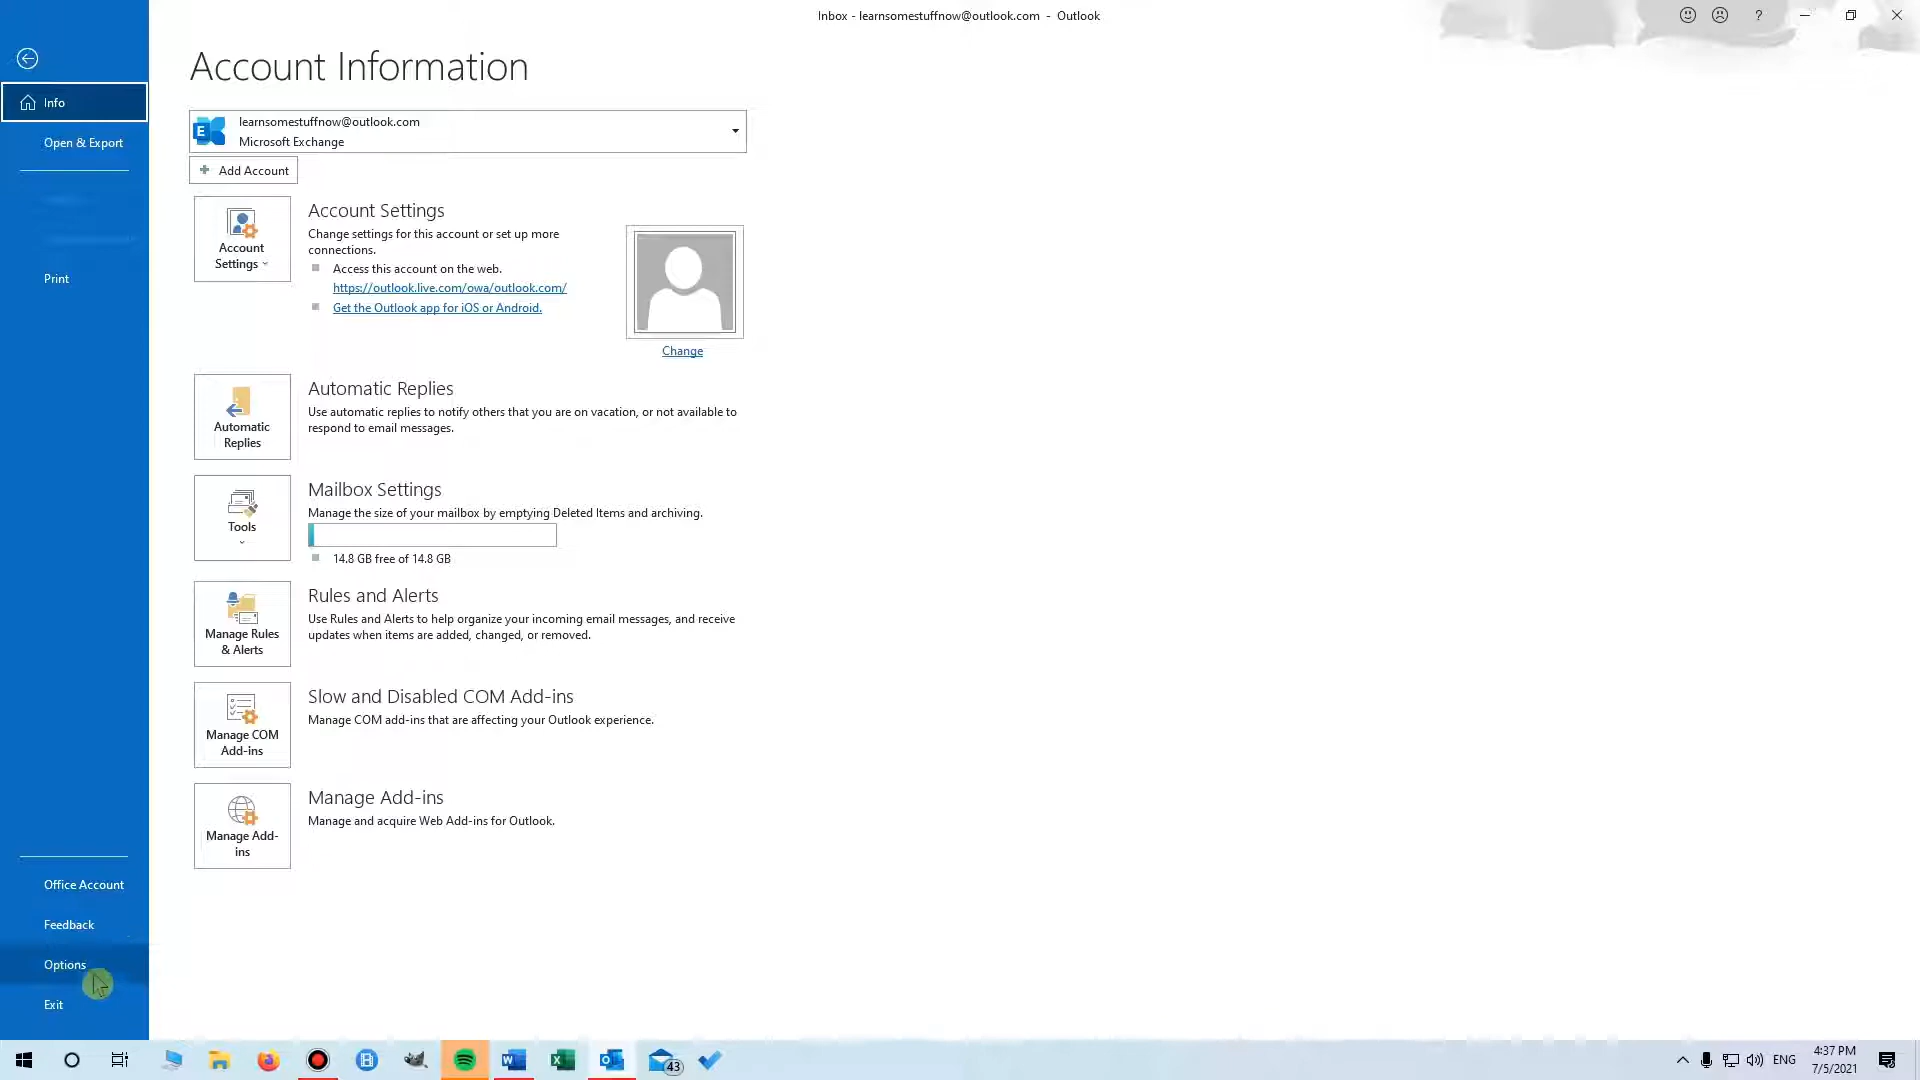 Inbox - learnsomestuffnow@outlook.com - Outlook
?
Account Information
Info
Open & Export
Print
Office Account
Feedback
Options
Exit
E
learnsomestuffnow@outlook.com
Microsoft Exchange
Add Account
Account
Settings
Account Settings
Change settings for this account or set up more
connections.
Access this account on the web.
https://outlook.live.com/owa/outlook.com/
Get the Outlook app for iOS or Android.
Change
Automatic
Replies
Automatic Replies
Use automatic replies to notify others that you are on vacation, or not available to
respond to email messages.
Tools
Mailbox Settings
Manage the size of your mailbox by emptying Deleted Items and archiving.
14.8 GB free of 14.8 GB
Manage Rules
& Alerts
Rules and Alerts
Use Rules and Alerts to help organize your incoming email messages, and receive
updates when items are added, changed, or removed.
Manage COM
Add-ins
Slow and Disabled COM Add-ins
Manage COM add-ins that are affecting your Outlook experience.
Manage Add-
ins
Manage Add-ins
Manage and acquire Web Add-ins for Outlook.
W
X
O
43
ENG
4:37 PM
7/5/2021